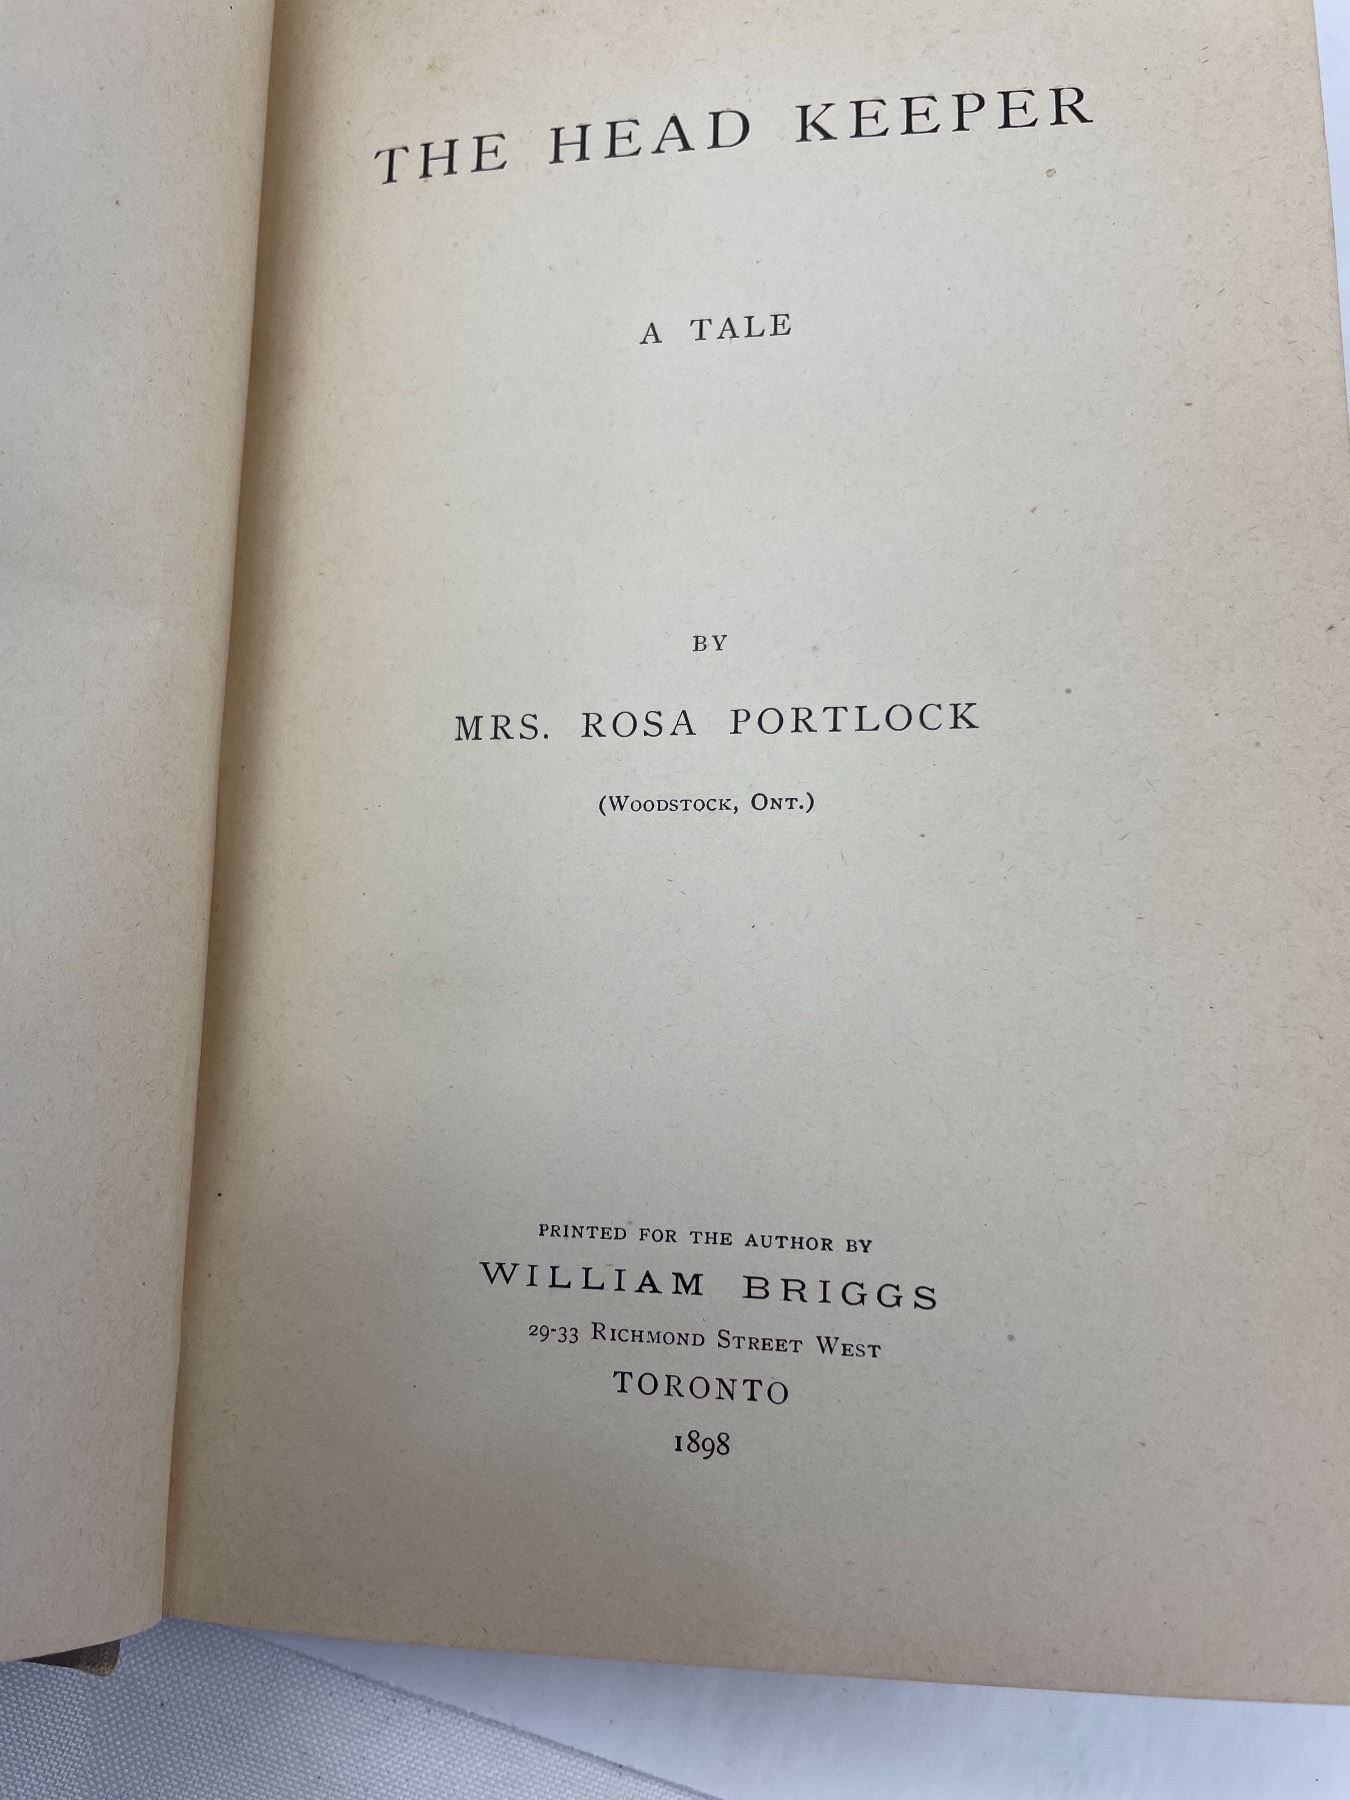 THE HEAD KEEPER
A TALE
BY
MRS. ROSA PORTLOCK
(WOODSTOCK, ONT.)
PRINTED FOR THE AUTHOR BY
WILLIAM BRIGGS
29-33 RICHMOND STREET WEST
TORONTO
1898